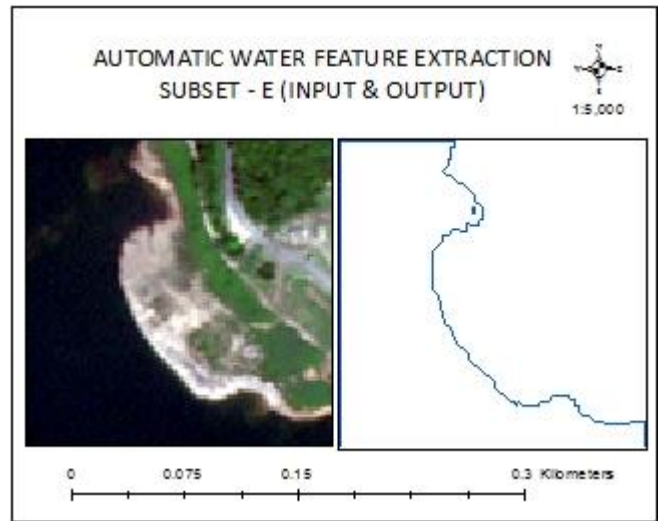 AUTOMATIC WATER FEATURE EXTRACTION
SUBSET - E (INPUT & OUTPUT)
N
W E
S
1:5,000
0 0.075 0.15 0.3 Kilometers